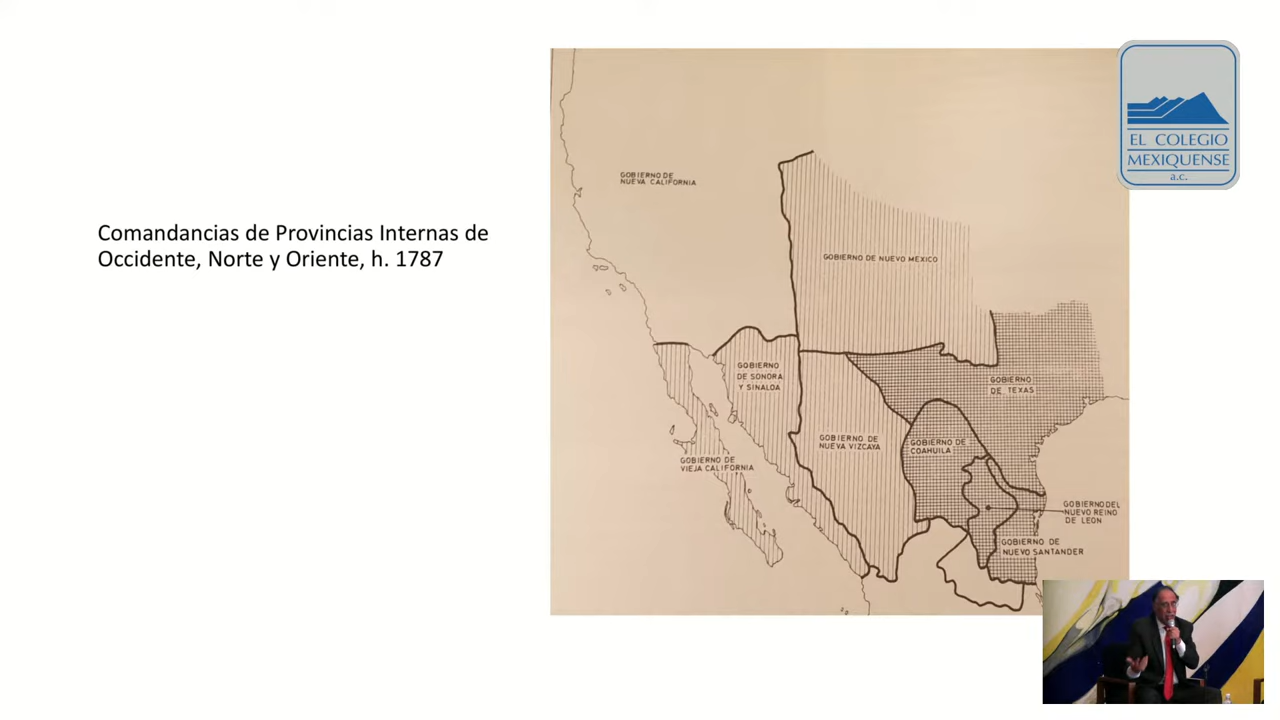 Comandancias de Provincias Internas de
Occidente, Norte y Oriente, h. 1787
EL COLEGIO
MEXIQUENSE
a.c.
GOBIERNO DE
NUEVA CALIFORNIA
GOBIERNO DE NUEVO MEXICO
GOBIERNO
DE SONORA
Y SINALOA
GOBIERNO
DE TEXAS
GOBIERNO DE
NUEVA VIZCAYA
GOBIERNO DE
COAHUILA
GOBIERNO DE
VIEJA CALIFORNIA
GOBIERNO DEL
NUEVO REINO
DE LEON
GOBIERNO DE
NUEVO SANTANDER